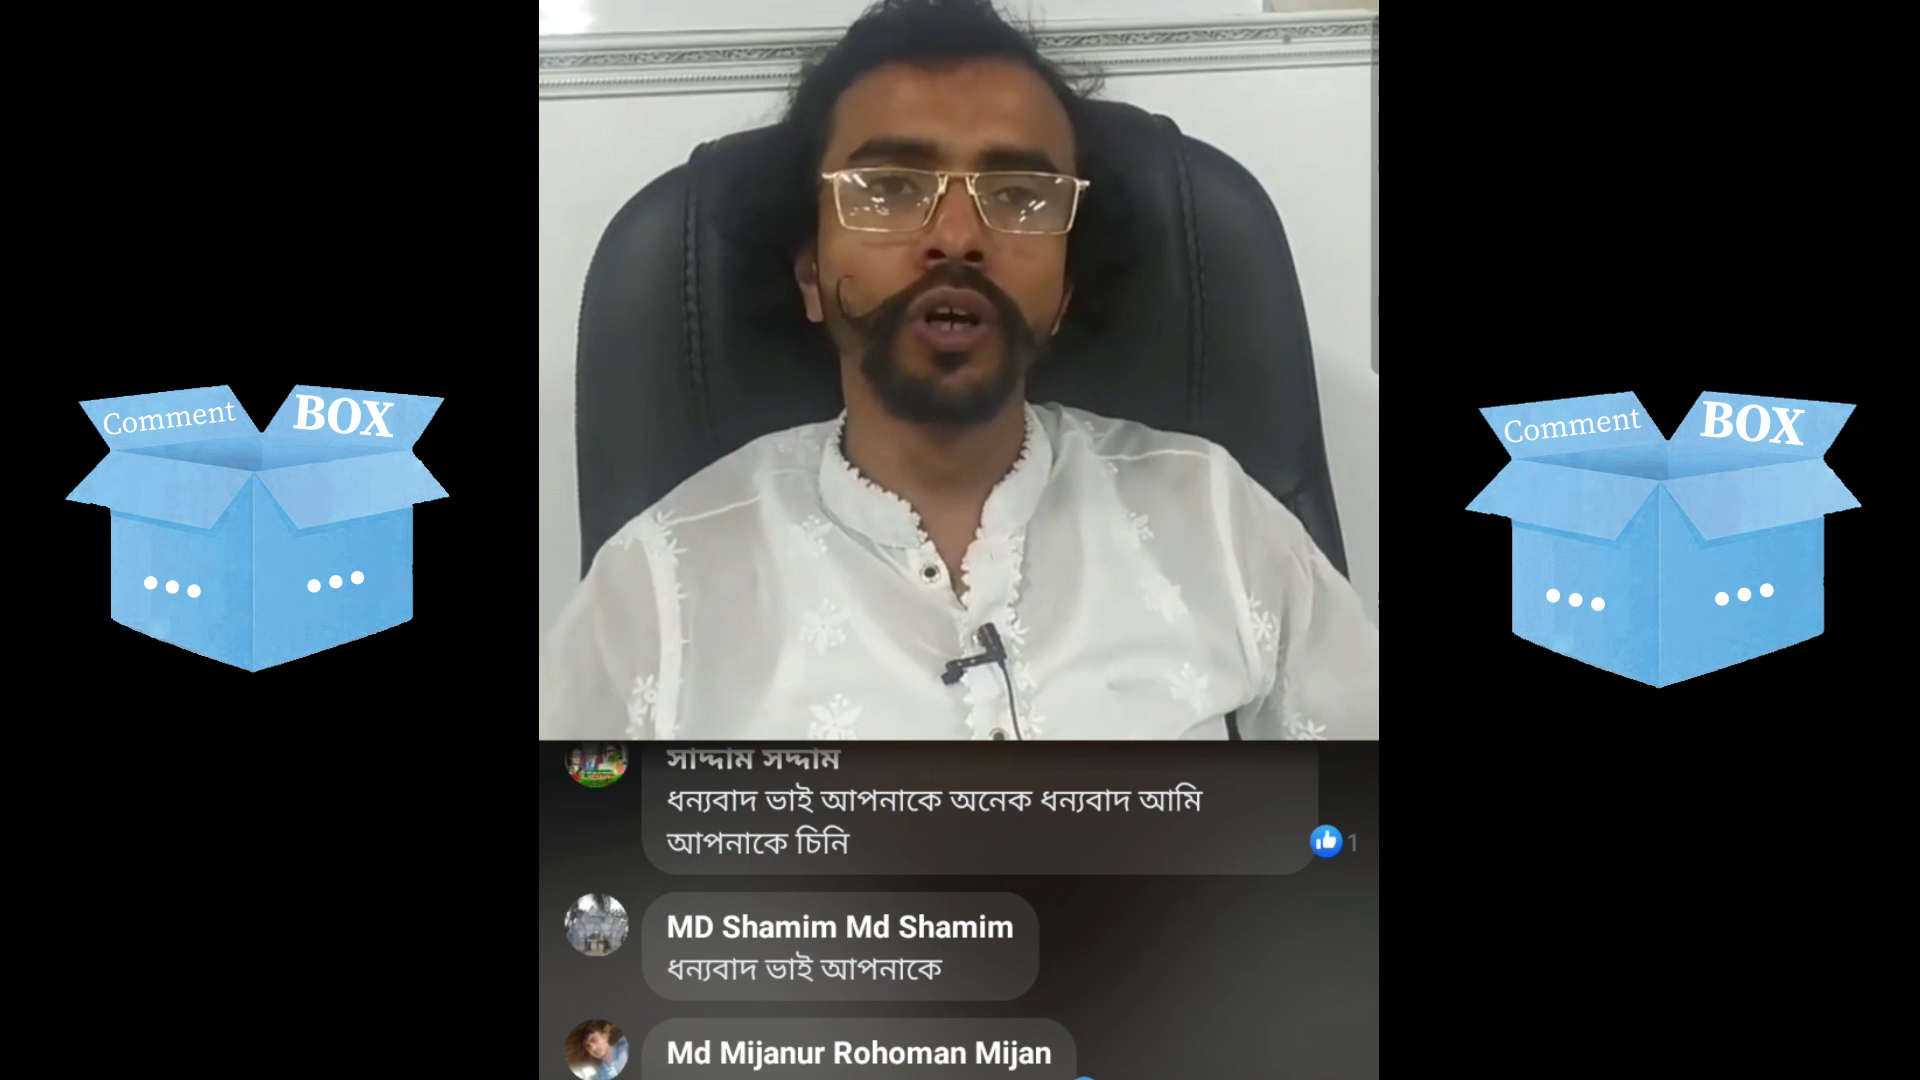 Comment BOX
Comment BOX
সাদ্দাম সদ্দাম
ধন্যবাদ ভাই আপনাকে অনেক ধন্যবাদ আমি
আপনাকে চিনি
1
MD Shamim Md Shamim
ধন্যবাদ ভাই আপনাকে
Md Mijanur Rohoman Mijan